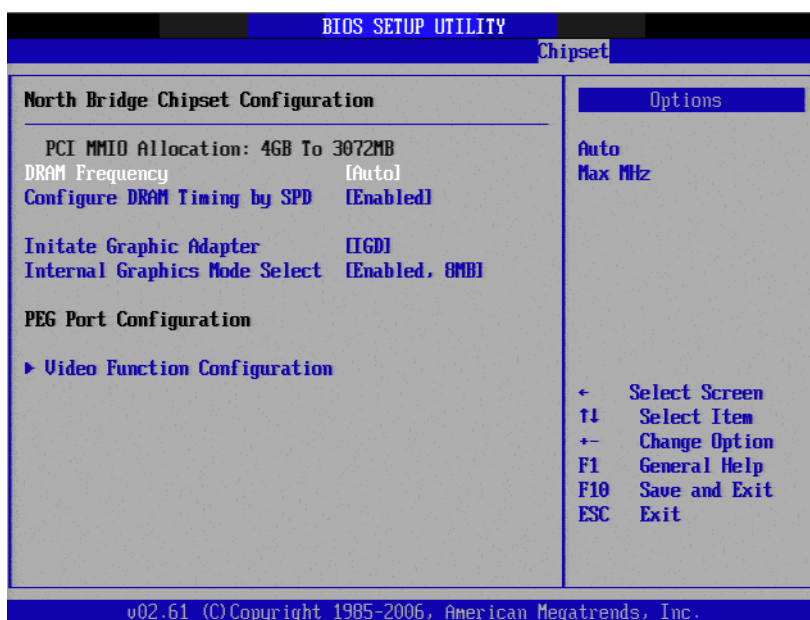 BIOS SETUP UTILITY
Chipset
North Bridge Chipset Configuration
PCI MMIO Allocation: 4GB To 3072MB
DRAM Frequency [Auto]
Configure DRAM Timing by SPD [Enabled]
Initate Graphic Adapter [IGD]
Internal Graphics Mode Select [Enabled, 8MB]
PEG Port Configuration
▶ Video Function Configuration
Options
Auto
Max MHz
← Select Screen
↑↓ Select Item
+- Change Option
F1 General Help
F10 Save and Exit
ESC Exit
v02.61 (C)Copyright 1985-2006, American Megatrends, Inc.